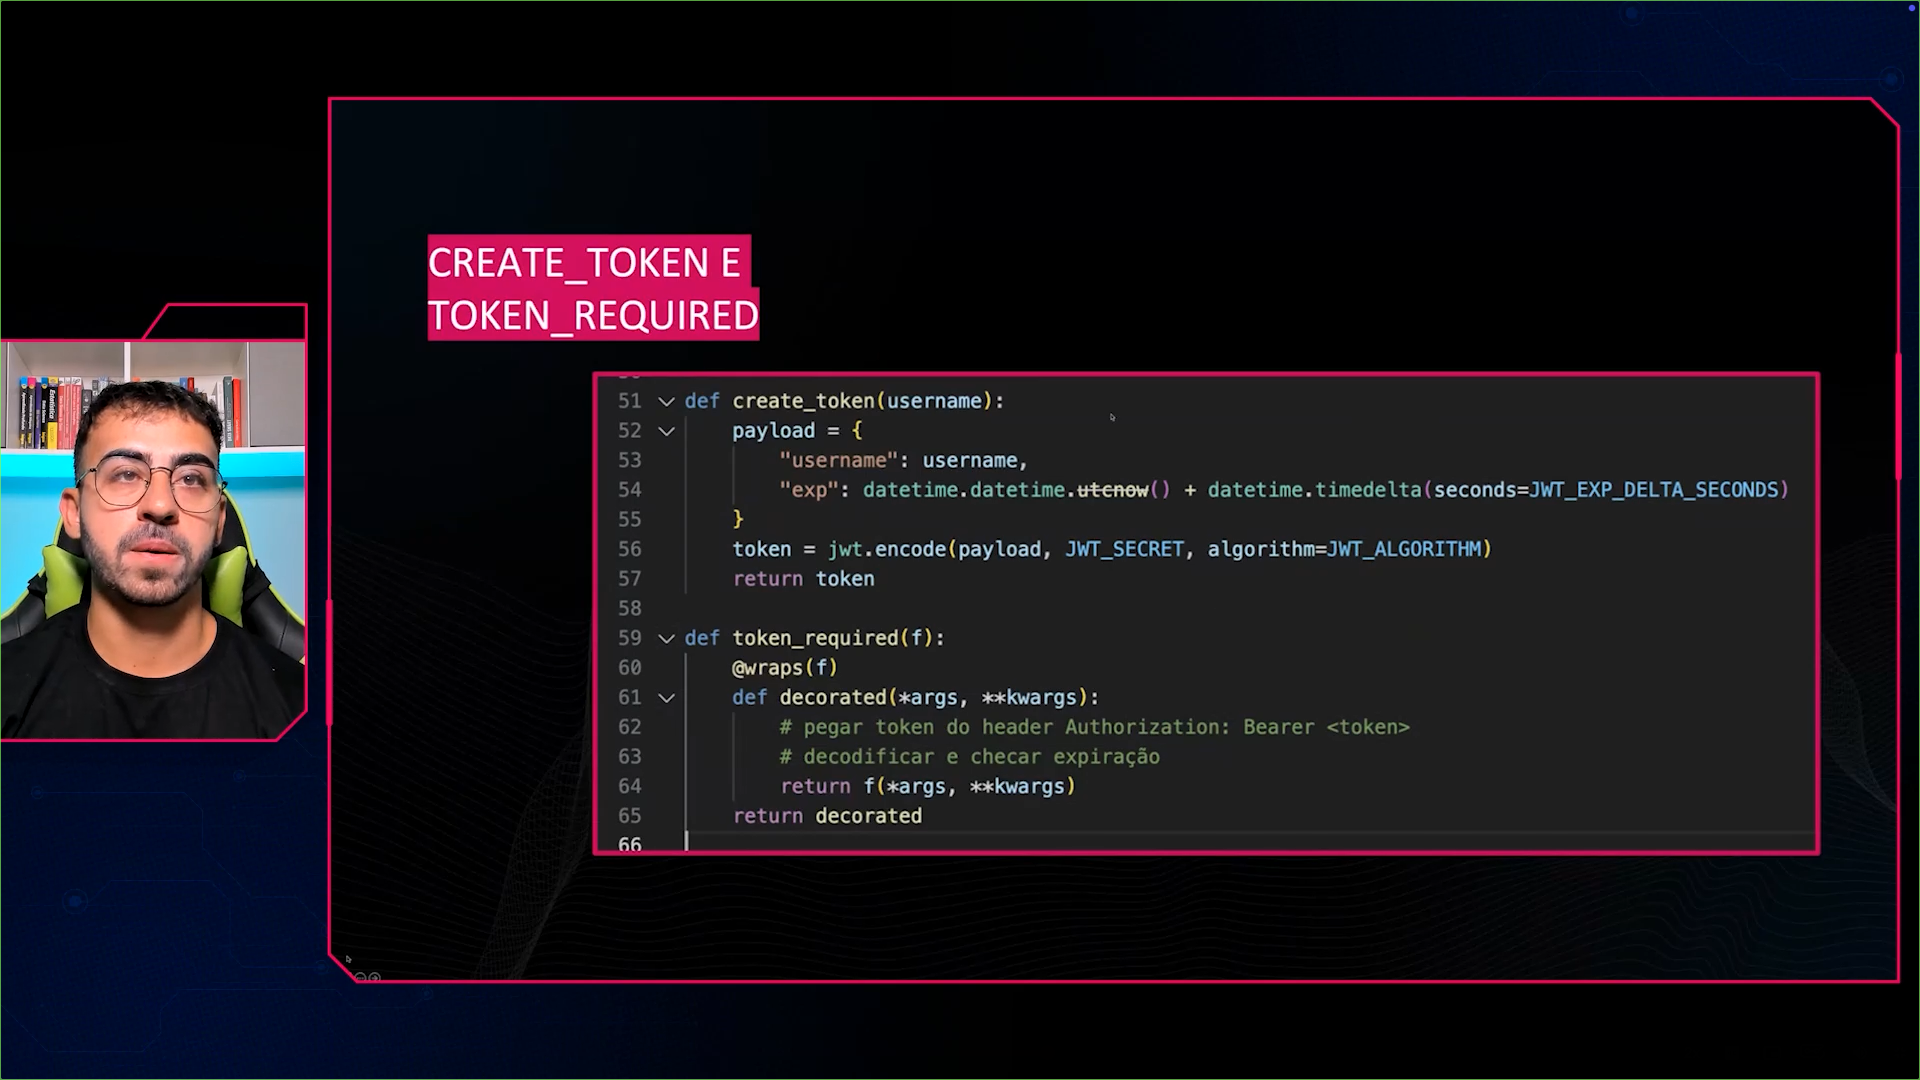 CREATE_TOKEN E
TOKEN_REQUIRED
51 def create_token(username):
52 payload = {
53 "username": username,
54 "exp": datetime.datetime.utcnow() + datetime.timedelta(seconds=JWT_EXP_DELTA_SECONDS)
55 }
56 token = jwt.encode(payload, JWT_SECRET, algorithm=JWT_ALGORITHM)
57 return token
58
59 def token_required(f):
60 @wraps(f)
61 def decorated(*args, **kwargs):
62 # pegar token do header Authorization: Bearer <token>
63 # decodificar e checar expiração
64 return f(*args, **kwargs)
65 return decorated
66